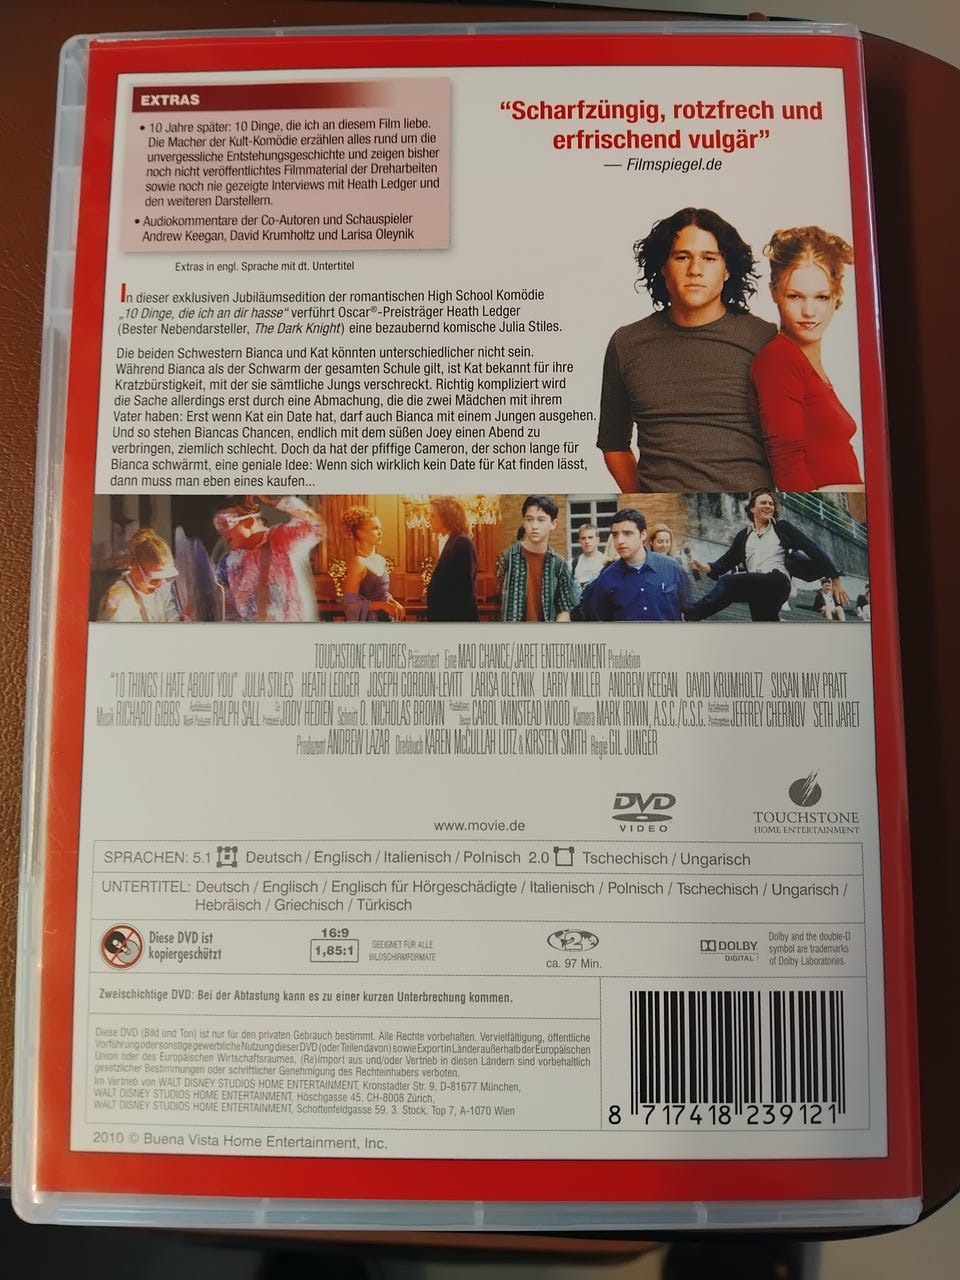 EXTRAS
• 10 Jahre später: 10 Dinge, die ich an diesem Film liebe.
Die Macher der Kult-Komödie erzählen alles rund um die
unvergessliche Entstehungsgeschichte und zeigen bisher
noch nicht veröffentlichtes Filmmaterial der Dreharbeiten
sowie noch nie gezeigte Interviews mit Heath Ledger und
den weiteren Darstellern.
• Audiokommentare der Co-Autoren und Schauspieler
Andrew Keegan, David Krumholtz und Larisa Oleynik
Extras in engl. Sprache mit dt. Untertitel
“Scharfzüngig, rotzfrech und
erfrischend vulgär”
— Filmspiegel.de
In dieser exklusiven Jubiläumsedition der romantischen High School Komödie
„10 Dinge, die ich an dir hasse“ verführt Oscar®-Preisträger Heath Ledger
(Bester Nebendarsteller, The Dark Knight) eine bezaubernd komische Julia Stiles.
Die beiden Schwestern Bianca und Kat könnten unterschiedlicher nicht sein.
Während Bianca als der Schwarm der gesamten Schule gilt, ist Kat bekannt für ihre
Kratzbürstigkeit, mit der sie sämtliche Jungs verschreckt. Richtig kompliziert wird
die Sache allerdings erst durch eine Abmachung, die die zwei Mädchen mit ihrem
Vater haben: Erst wenn Kat ein Date hat, darf auch Bianca mit einem Jungen ausgehen.
Und so stehen Biancas Chancen, endlich mit dem süßen Joey einen Abend zu
verbringen, ziemlich schlecht. Doch da hat der pfiffige Cameron, der schon lange für
Bianca schwärmt, eine geniale Idee: Wenn sich wirklich kein Date für Kat finden lässt,
dann muss man eben eines kaufen...
TOUCHSTONE PICTURES Präsentiert Eine MAD CHANCE/JARET ENTERTAINMENT Produktion
“10 THINGS I HATE ABOUT YOU” JULIA STILES HEATH LEDGER JOSEPH GORDON-LEVITT LARISA OLEYNIK LARRY MILLER ANDREW KEEGAN DAVID KRUMHOLTZ SUSAN MAY PRATT
Musik RICHARD GIBBS RALPH SALL JODY HEDIEN Schnitt O. NICHOLAS BROWN CAROL WINSTEAD WOOD Kamera MARK IRWIN, A.S.C./C.S.C. JEFFREY CHERNOV SETH JARET
Produzent ANDREW LAZAR Drehbuch KAREN McCULLAH LUTZ & KIRSTEN SMITH Regie GIL JUNGER
www.movie.de
DVD
VIDEO
TOUCHSTONE
HOME ENTERTAINMENT
SPRACHEN: 5.1 Deutsch / Englisch / Italienisch / Polnisch 2.0 Tschechisch / Ungarisch
UNTERTITEL: Deutsch / Englisch / Englisch für Hörgeschädigte / Italienisch / Polnisch / Tschechisch / Ungarisch /
Hebräisch / Griechisch / Türkisch
Diese DVD ist
kopiergeschützt
16:9
1,85:1
GEEIGNET FÜR ALLE
BILDSCHIRMFORMATE
2
ca. 97 Min.
DOLBY
DIGITAL
Dolby and the double-D
symbol are trademarks
of Dolby Laboratories.
Zweischichtige DVD: Bei der Abtastung kann es zu einer kurzen Unterbrechung kommen.
Diese DVD (Bild und Ton) ist nur für den privaten Gebrauch bestimmt. Alle Rechte vorbehalten. Vervielfältigung, öffentliche
Vorführung oder sonstige gewerbliche Nutzung dieser DVD (oder Teilen davon) sowie Export in Länder außerhalb der Europäischen
Union oder des Europäischen Wirtschaftsraumes, (Re)Import aus und/oder Vertrieb in diesen Ländern sind vorbehaltlich
gesetzlicher Bestimmungen oder schriftlicher Genehmigung des Rechteinhabers verboten.
Im Vertrieb von WALT DISNEY STUDIOS HOME ENTERTAINMENT, Kronstadter Str. 9, D-81677 München,
WALT DISNEY STUDIOS HOME ENTERTAINMENT, Höschgasse 45, CH-8008 Zürich,
WALT DISNEY STUDIOS HOME ENTERTAINMENT, Schottenfeldgasse 59, 3. Stock, Top 7, A-1070 Wien
8 717418 239121
2010 © Buena Vista Home Entertainment, Inc.